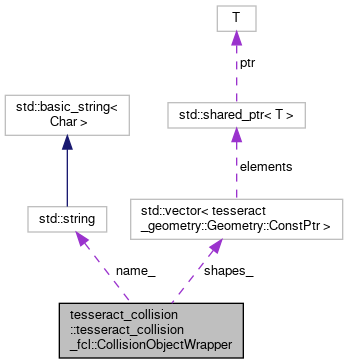 T
ptr
std::basic_string<
Char >
std::shared_ptr< T >
elements
std::string
std::vector< tesseract
_geometry::Geometry::ConstPtr >
name_
shapes_
tesseract_collision
::tesseract_collision
_fcl::CollisionObjectWrapper